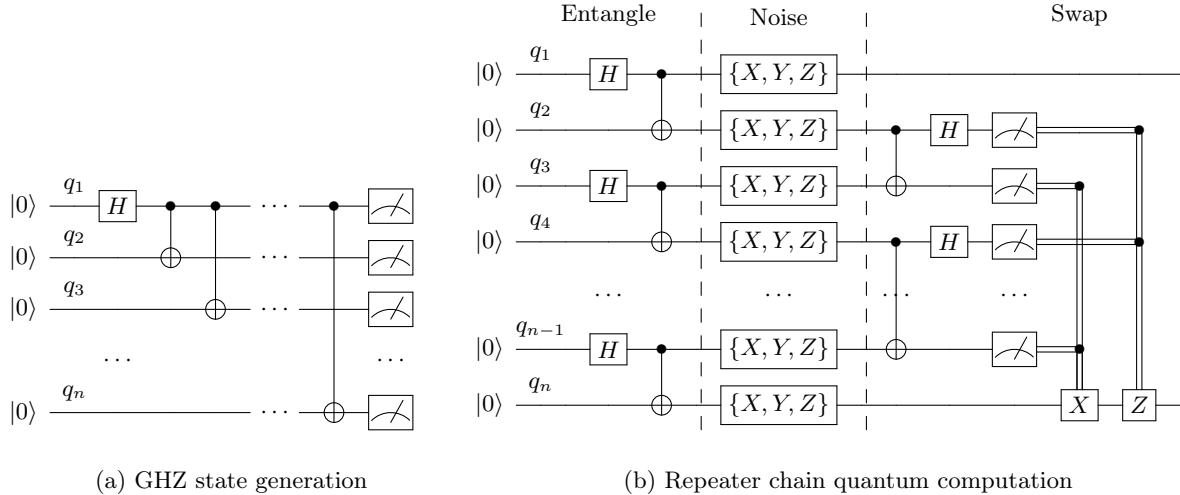 Entangle Noise Swap
|0⟩ q₁ H {X, Y, Z}
|0⟩ q₂ {X, Y, Z} H
|0⟩ q₃ H {X, Y, Z}
|0⟩ q₄ {X, Y, Z} H
... ... ... ...
|0⟩ qₙ₋₁ H {X, Y, Z}
|0⟩ qₙ {X, Y, Z} X Z
|0⟩ q₁ H ...
|0⟩ q₂ ...
|0⟩ q₃ ...
... ...
|0⟩ qₙ ...
(a) GHZ state generation
(b) Repeater chain quantum computation